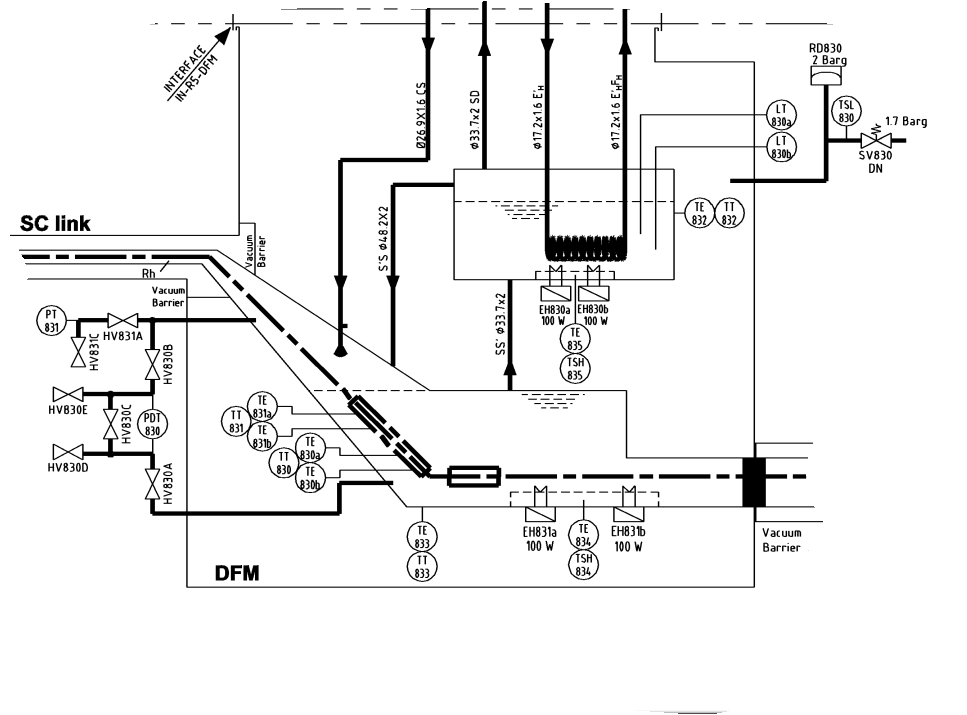 RD830
2 Barg
INTERFACE
IN-R5-DFM
Ø26.9X1.6 CS
Ø33.7x2 SD
Ø17.2x1.6 E'H
Ø17.2x1.6 E'HFH
LT
830a
TSL
830
1.7 Barg
LT
830b
SV830
DN
SC link
Vacuum
Barrier
S'S Ø48.2X2
TE
832
TT
832
Rh
Vacuum
Barrier
EH830a
100 W
EH830b
100 W
PT
831
HV831A
HV831C
HV830B
SS' Ø33.7x2
TE
835
TSH
835
HV830E
HV830C
PDT
830
TE
831a
TT
831
TE
831b
TE
830a
TT
830
TE
830b
HV830D
HV830A
TE
833
TT
833
EH831a
100 W
TE
834
TSH
834
EH831b
100 W
Vacuum
Barrier
DFM